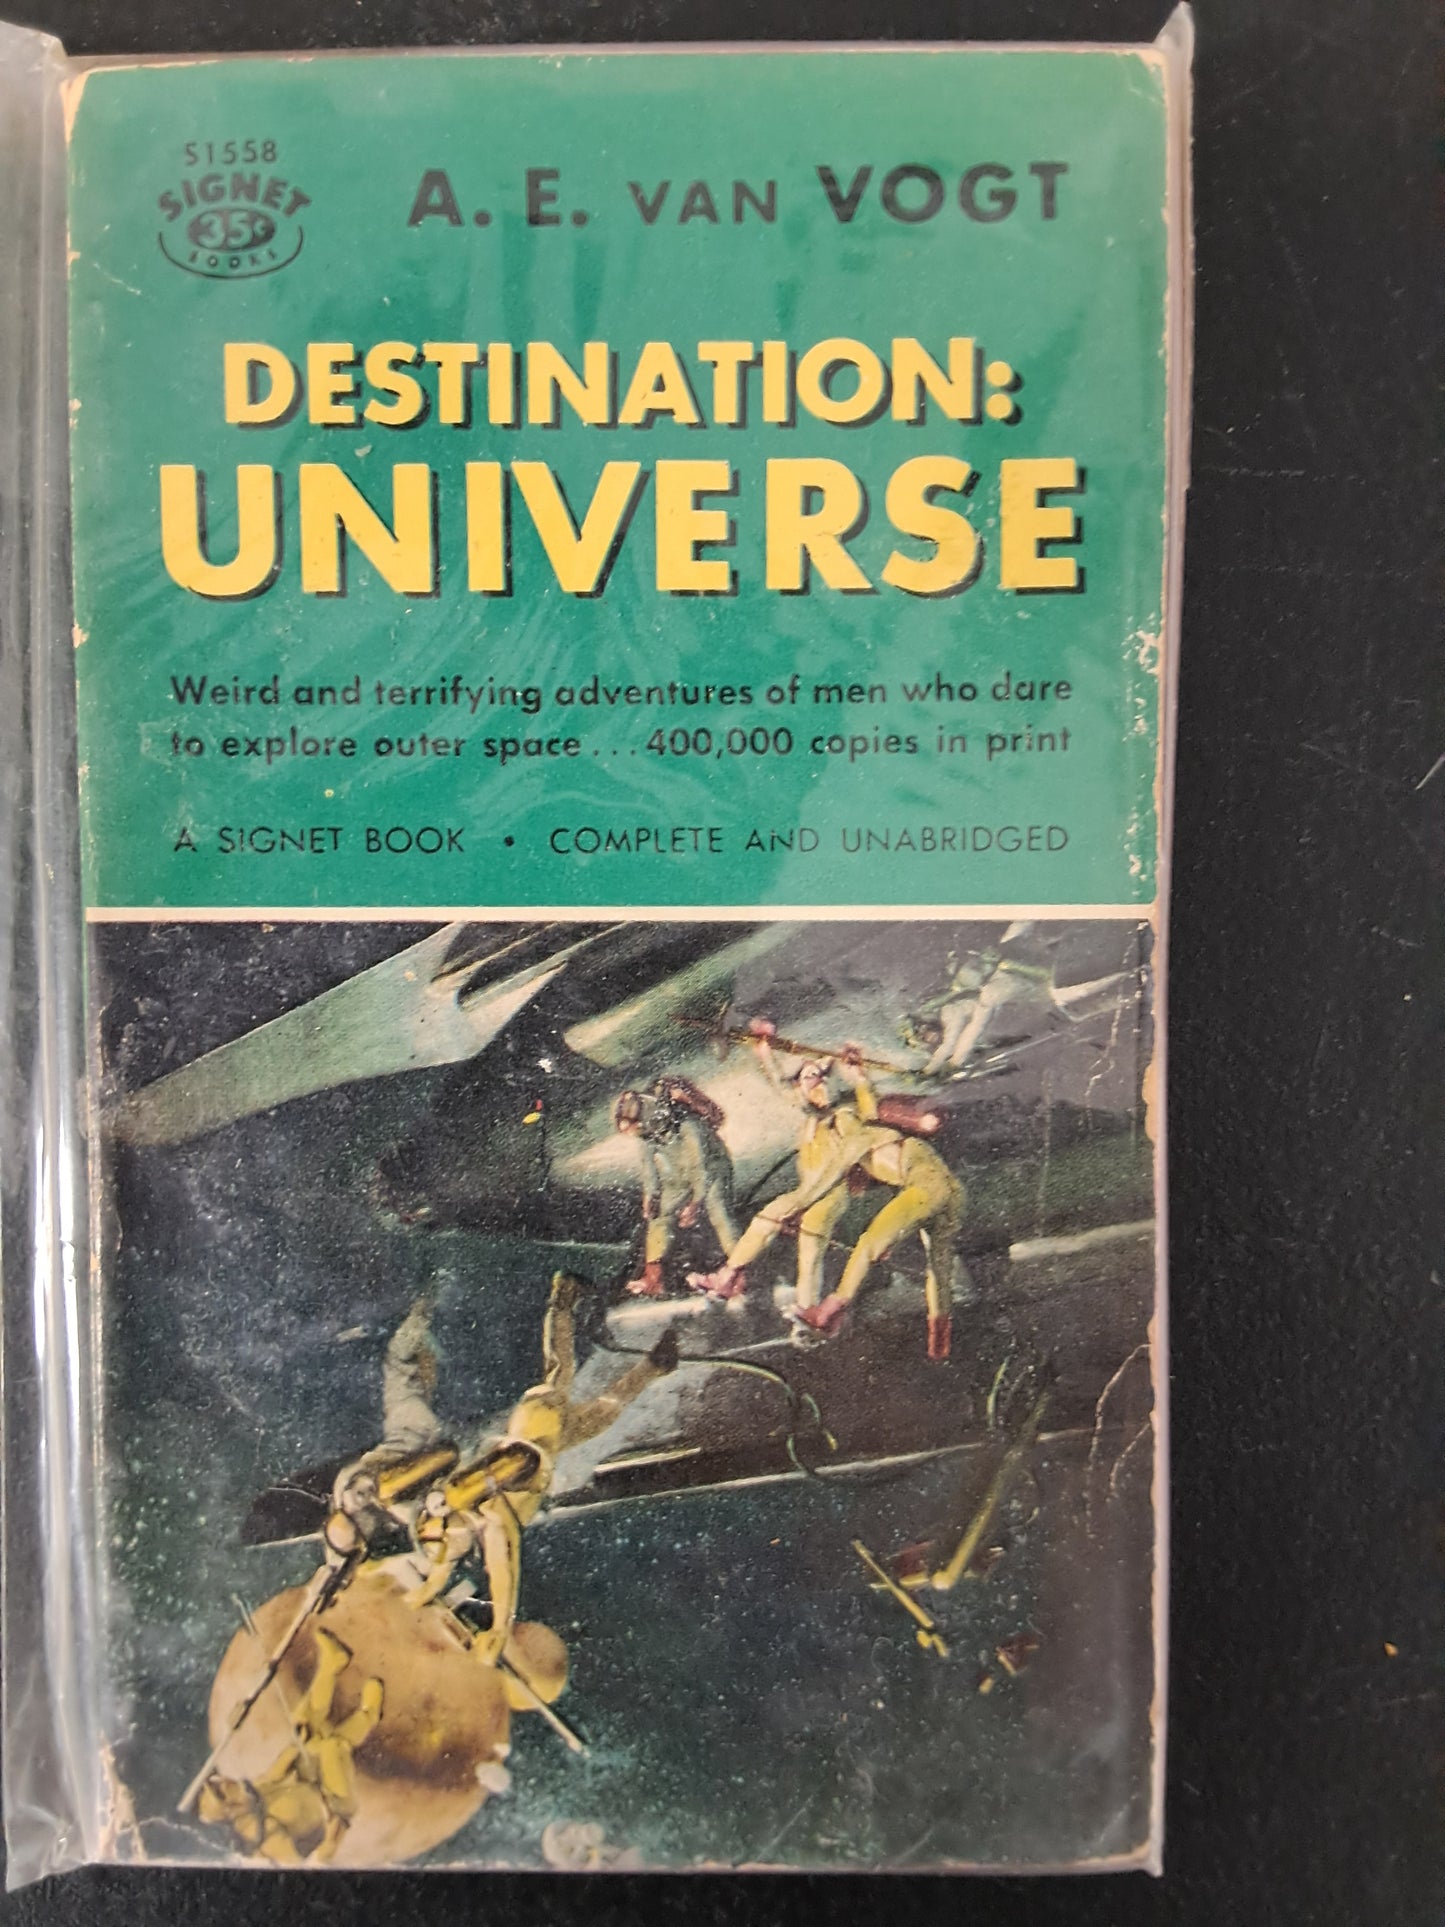 S1558
SIGNET
35¢
BOOKS
A. E. VAN VOGT
DESTINATION:
UNIVERSE
Weird and terrifying adventures of men who dare
to explore outer space...400,000 copies in print
A SIGNET BOOK • COMPLETE AND UNABRIDGED